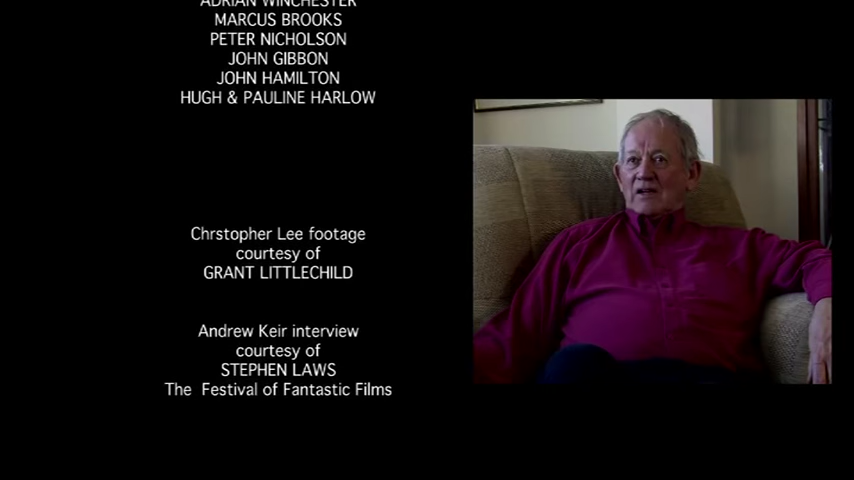 ADRIAN WINCHESTER
MARCUS BROOKS
PETER NICHOLSON
JOHN GIBBON
JOHN HAMILTON
HUGH & PAULINE HARLOW
Chrstopher Lee footage
courtesy of
GRANT LITTLECHILD
Andrew Keir interview
courtesy of
STEPHEN LAWS
The Festival of Fantastic Films